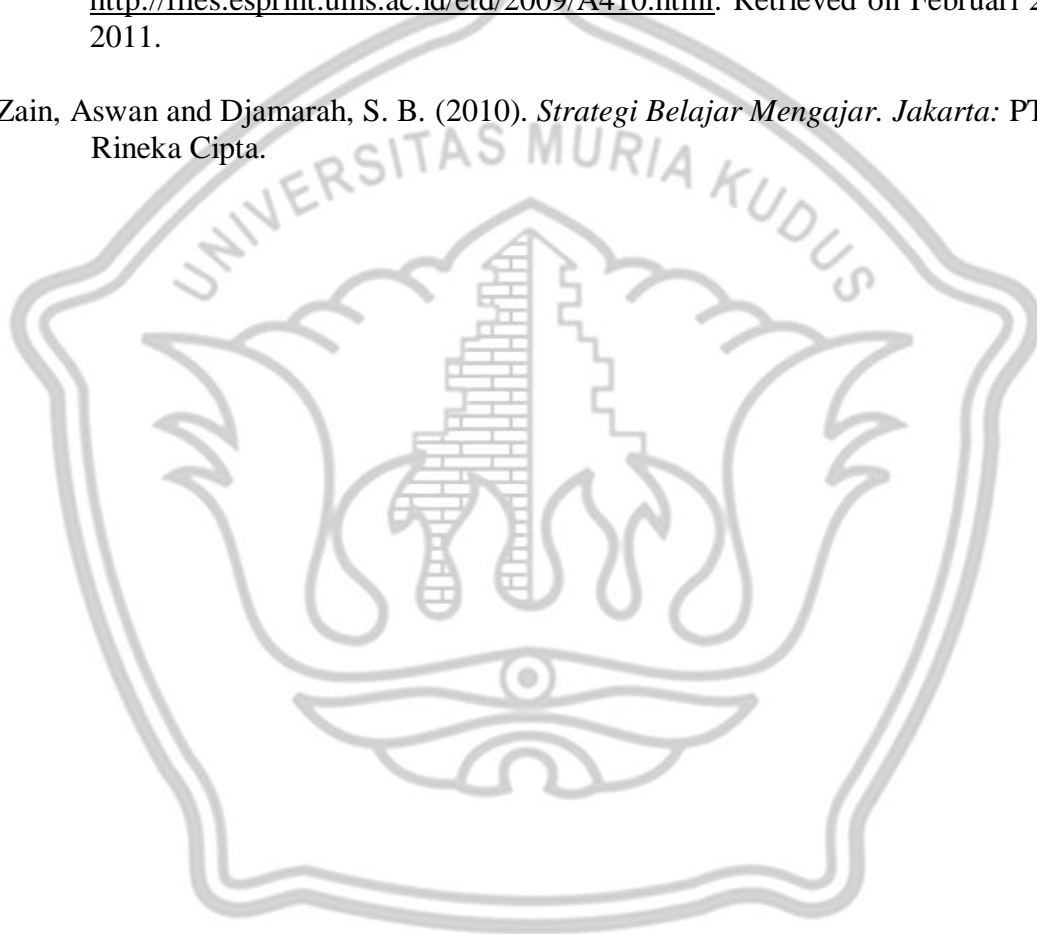 http://files.esprint.ums.ac.id/etd/2009/A410.html. Retrieved on Februari 2
2011.
Zain, Aswan and Djamarah, S. B. (2010). Strategi Belajar Mengajar. Jakarta: PT
Rineka Cipta.
UNIVERSITAS MURIA KUDUS